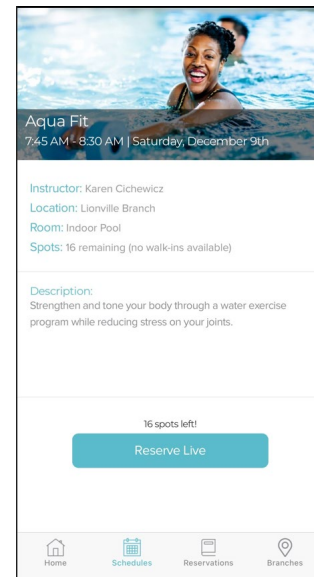 Aqua Fit
7:45 AM - 8:30 AM | Saturday, December 9th
Instructor: Karen Cichewicz
Location: Lionville Branch
Room: Indoor Pool
Spots: 16 remaining (no walk-ins available)
Description:
Strengthen and tone your body through a water exercise
program while reducing stress on your joints.
16 spots left!
Reserve Live
Home
Schedules
Reservations
Branches